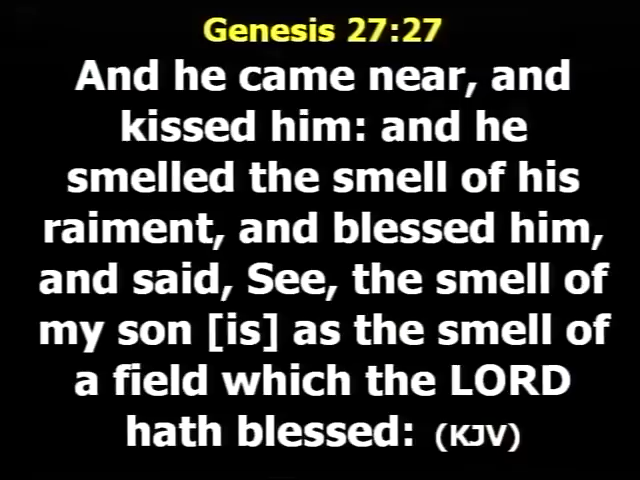 Genesis 27:27
And he came near, and
kissed him: and he
smelled the smell of his
raiment, and blessed him,
and said, See, the smell of
my son [is] as the smell of
a field which the LORD
hath blessed: (KJV)